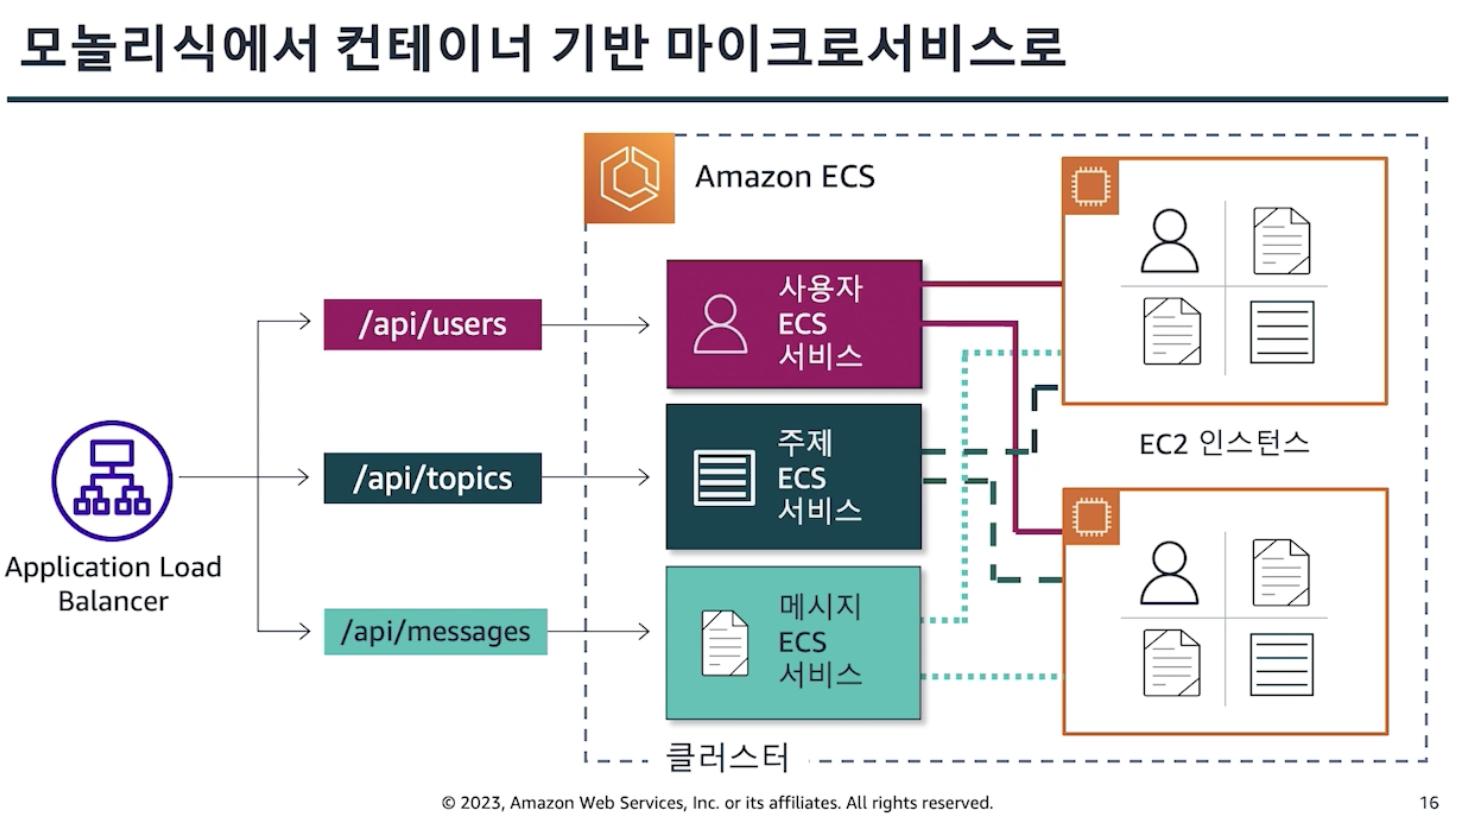 모놀리식에서 컨테이너 기반 마이크로서비스로
Amazon ECS
/api/users
사용자
ECS
서비스
/api/topics
주제
ECS
서비스
EC2 인스턴스
Application Load
Balancer
/api/messages
메시지
ECS
서비스
클러스터
© 2023, Amazon Web Services, Inc. or its affiliates. All rights reserved.
16